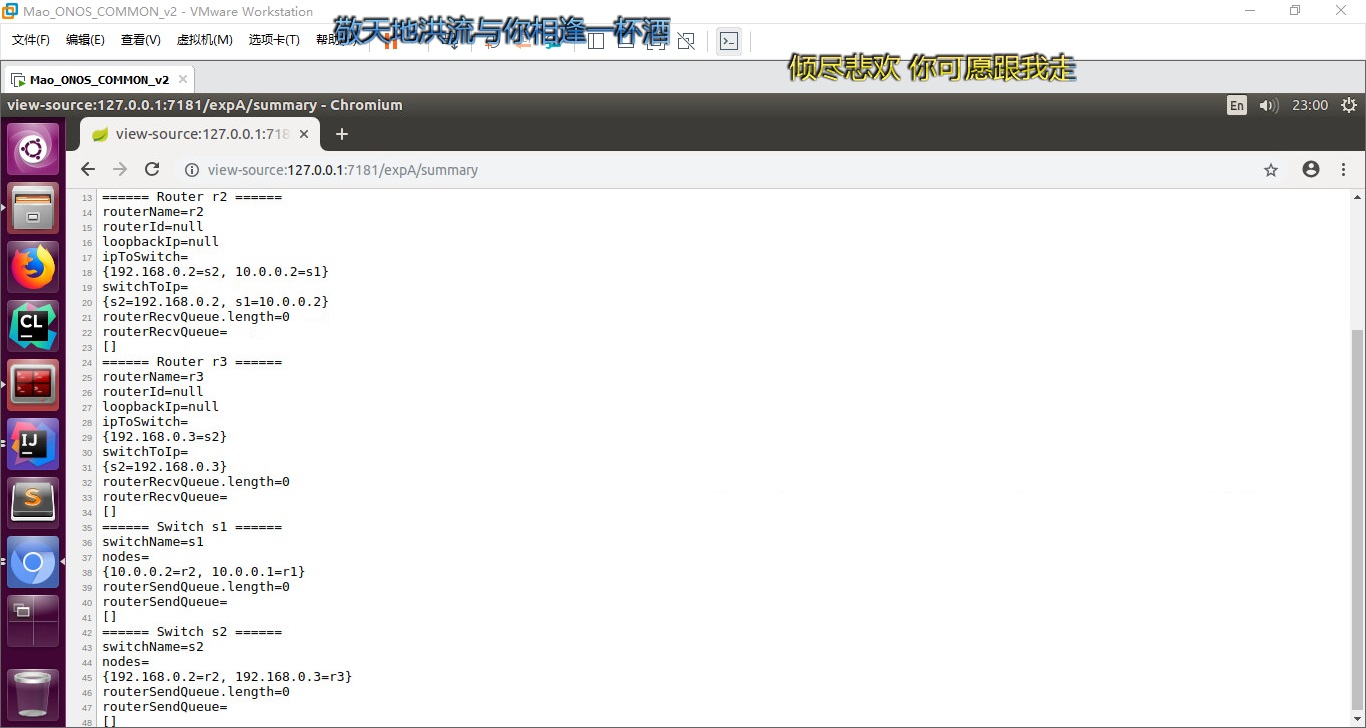 Mao_ONOS_COMMON_v2 - VMware Workstation
文件(F) 编辑(E) 查看(V) 虚拟机(M) 选项卡(T)
敬天地洪流与你相逢一杯酒
倾尽悲欢 你可愿跟我走
Mao_ONOS_COMMON_v2
view-source:127.0.0.1:7181/expA/summary - Chromium
En 23:00
view-source:127.0.0.1:718
view-source:127.0.0.1:7181/expA/summary
13 ====== Router r2 ======
14 routerName=r2
15 routerId=null
16 loopbackIp=null
17 ipToSwitch=
18 {192.168.0.2=s2, 10.0.0.2=s1}
19 switchToIp=
20 {s2=192.168.0.2, s1=10.0.0.2}
21 routerRecvQueue.length=0
22 routerRecvQueue=
23 []
24 ====== Router r3 ======
25 routerName=r3
26 routerId=null
27 loopbackIp=null
28 ipToSwitch=
29 {192.168.0.3=s2}
30 switchToIp=
31 {s2=192.168.0.3}
32 routerRecvQueue.length=0
33 routerRecvQueue=
34 []
35 ====== Switch s1 ======
36 switchName=s1
37 nodes=
38 {10.0.0.2=r2, 10.0.0.1=r1}
39 routerSendQueue.length=0
40 routerSendQueue=
41 []
42 ====== Switch s2 ======
43 switchName=s2
44 nodes=
45 {192.168.0.2=r2, 192.168.0.3=r3}
46 routerSendQueue.length=0
47 routerSendQueue=
48 []
CL
IJ
S